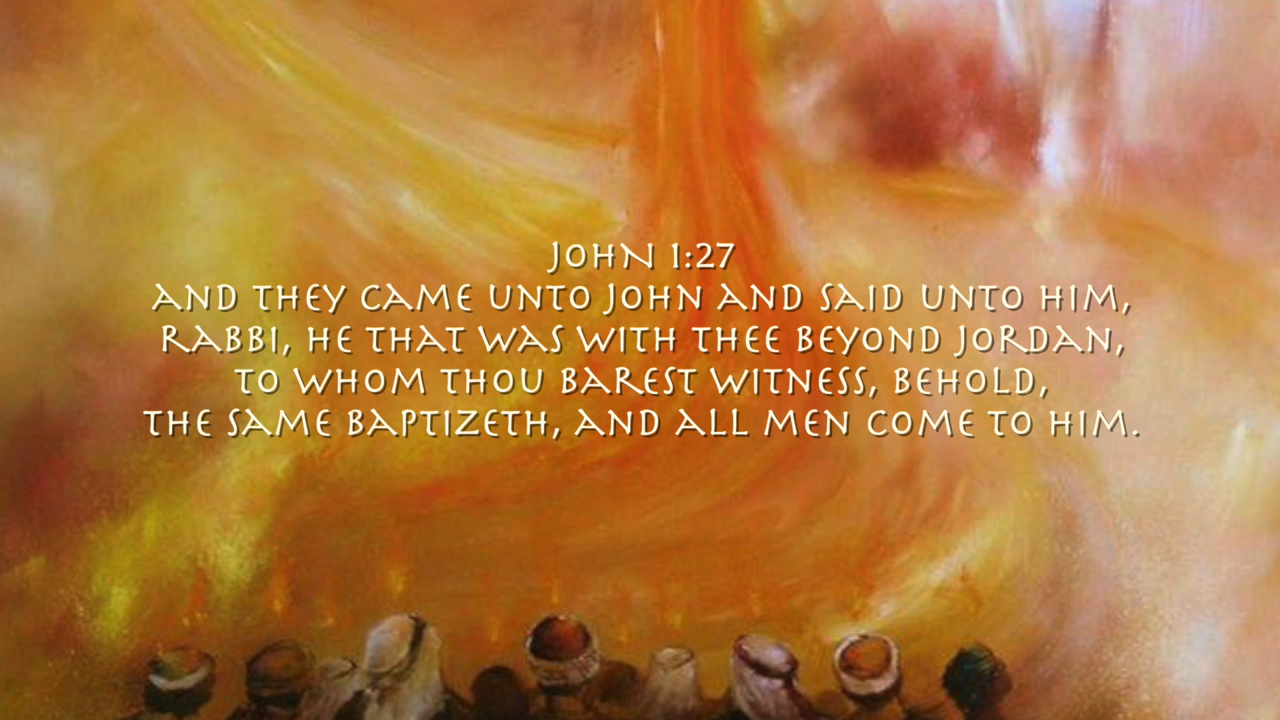 John 1:27
And they came unto John and said unto him,
Rabbi, he that was with thee beyond Jordan,
to whom thou barest witness, behold,
the same baptizeth, and all men come to him.